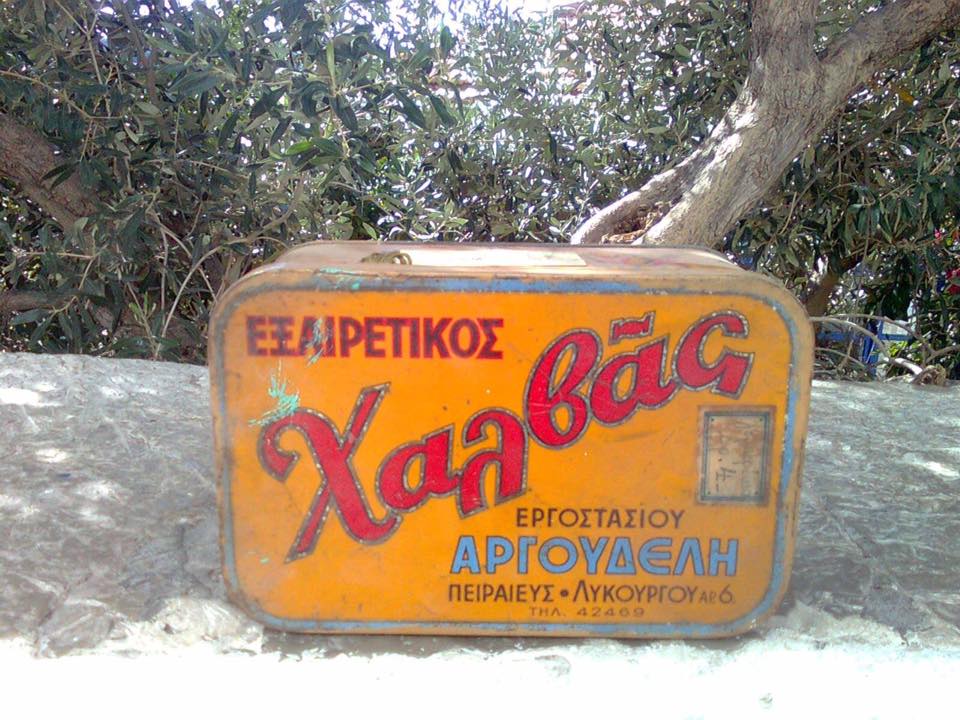 ΕΞΑΙΡΕΤΙΚΟΣ
Χαλβᾶς
ΕΡΓΟΣΤΑΣΙΟΥ
ΑΡΓΟΥΔΕΛΗ
ΠΕΙΡΑΙΕΥΣ • ΛΥΚΟΥΡΓΟΥ ΑΡ. 6.
ΤΗΛ. 42469